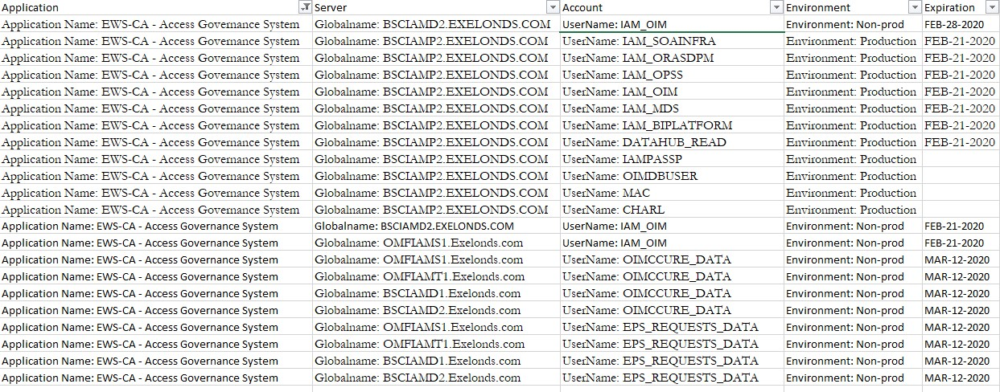 Application Server Account Environment Expiration
Application Name: EWS-CA - Access Governance System Globalname: BSCIAMD2.EXELONDS.COM UserName: IAM_OIM Environment: Non-prod FEB-28-2020
Application Name: EWS-CA - Access Governance System Globalname: BSCIAMP2.EXELONDS.COM UserName: IAM_SOAINFRA Environment: Production FEB-21-2020
Application Name: EWS-CA - Access Governance System Globalname: BSCIAMP2.EXELONDS.COM UserName: IAM_ORASDPM Environment: Production FEB-21-2020
Application Name: EWS-CA - Access Governance System Globalname: BSCIAMP2.EXELONDS.COM UserName: IAM_OPSS Environment: Production FEB-21-2020
Application Name: EWS-CA - Access Governance System Globalname: BSCIAMP2.EXELONDS.COM UserName: IAM_OIM Environment: Production FEB-21-2020
Application Name: EWS-CA - Access Governance System Globalname: BSCIAMP2.EXELONDS.COM UserName: IAM_MDS Environment: Production FEB-21-2020
Application Name: EWS-CA - Access Governance System Globalname: BSCIAMP2.EXELONDS.COM UserName: IAM_BIPLATFORM Environment: Production FEB-21-2020
Application Name: EWS-CA - Access Governance System Globalname: BSCIAMP2.EXELONDS.COM UserName: DATAHUB_READ Environment: Production FEB-21-2020
Application Name: EWS-CA - Access Governance System Globalname: BSCIAMP2.EXELONDS.COM UserName: IAMPASSP Environment: Production
Application Name: EWS-CA - Access Governance System Globalname: BSCIAMP2.EXELONDS.COM UserName: OIMDBUSER Environment: Production
Application Name: EWS-CA - Access Governance System Globalname: BSCIAMP2.EXELONDS.COM UserName: MAC Environment: Production
Application Name: EWS-CA - Access Governance System Globalname: BSCIAMP2.EXELONDS.COM UserName: CHARL Environment: Production
Application Name: EWS-CA - Access Governance System Globalname: BSCIAMD2.EXELONDS.COM UserName: IAM_OIM Environment: Non-prod FEB-21-2020
Application Name: EWS-CA - Access Governance System Globalname: OMFIAMS1.Exelonds.com UserName: IAM_OIM Environment: Non-prod FEB-21-2020
Application Name: EWS-CA - Access Governance System Globalname: OMFIAMS1.Exelonds.com UserName: OIMCCURE_DATA Environment: Non-prod MAR-12-2020
Application Name: EWS-CA - Access Governance System Globalname: OMFIAMT1.Exelonds.com UserName: OIMCCURE_DATA Environment: Non-prod MAR-12-2020
Application Name: EWS-CA - Access Governance System Globalname: BSCIAMD1.Exelonds.com UserName: OIMCCURE_DATA Environment: Non-prod MAR-12-2020
Application Name: EWS-CA - Access Governance System Globalname: BSCIAMD2.Exelonds.com UserName: OIMCCURE_DATA Environment: Non-prod MAR-12-2020
Application Name: EWS-CA - Access Governance System Globalname: OMFIAMS1.Exelonds.com UserName: EPS_REQUESTS_DATA Environment: Non-prod MAR-12-2020
Application Name: EWS-CA - Access Governance System Globalname: OMFIAMT1.Exelonds.com UserName: EPS_REQUESTS_DATA Environment: Non-prod MAR-12-2020
Application Name: EWS-CA - Access Governance System Globalname: BSCIAMD1.Exelonds.com UserName: EPS_REQUESTS_DATA Environment: Non-prod MAR-12-2020
Application Name: EWS-CA - Access Governance System Globalname: BSCIAMD2.Exelonds.com UserName: EPS_REQUESTS_DATA Environment: Non-prod MAR-12-2020